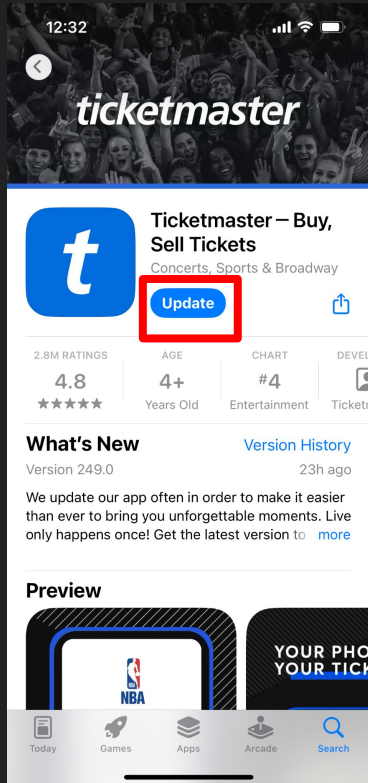 12:32
ticketmaster
t
Ticketmaster — Buy,
Sell Tickets
Concerts, Sports & Broadway
Update
2.8M RATINGS
4.8
AGE
4+
Years Old
CHART
#4
Entertainment
What's New
Version History
Version 249.0
23h ago
We update our app often in order to make it easier
than ever to bring you unforgettable moments. Live
only happens once! Get the latest version to more
Preview
NBA
YOUR
YOUR
Today
Games
Apps
Arcade
Search